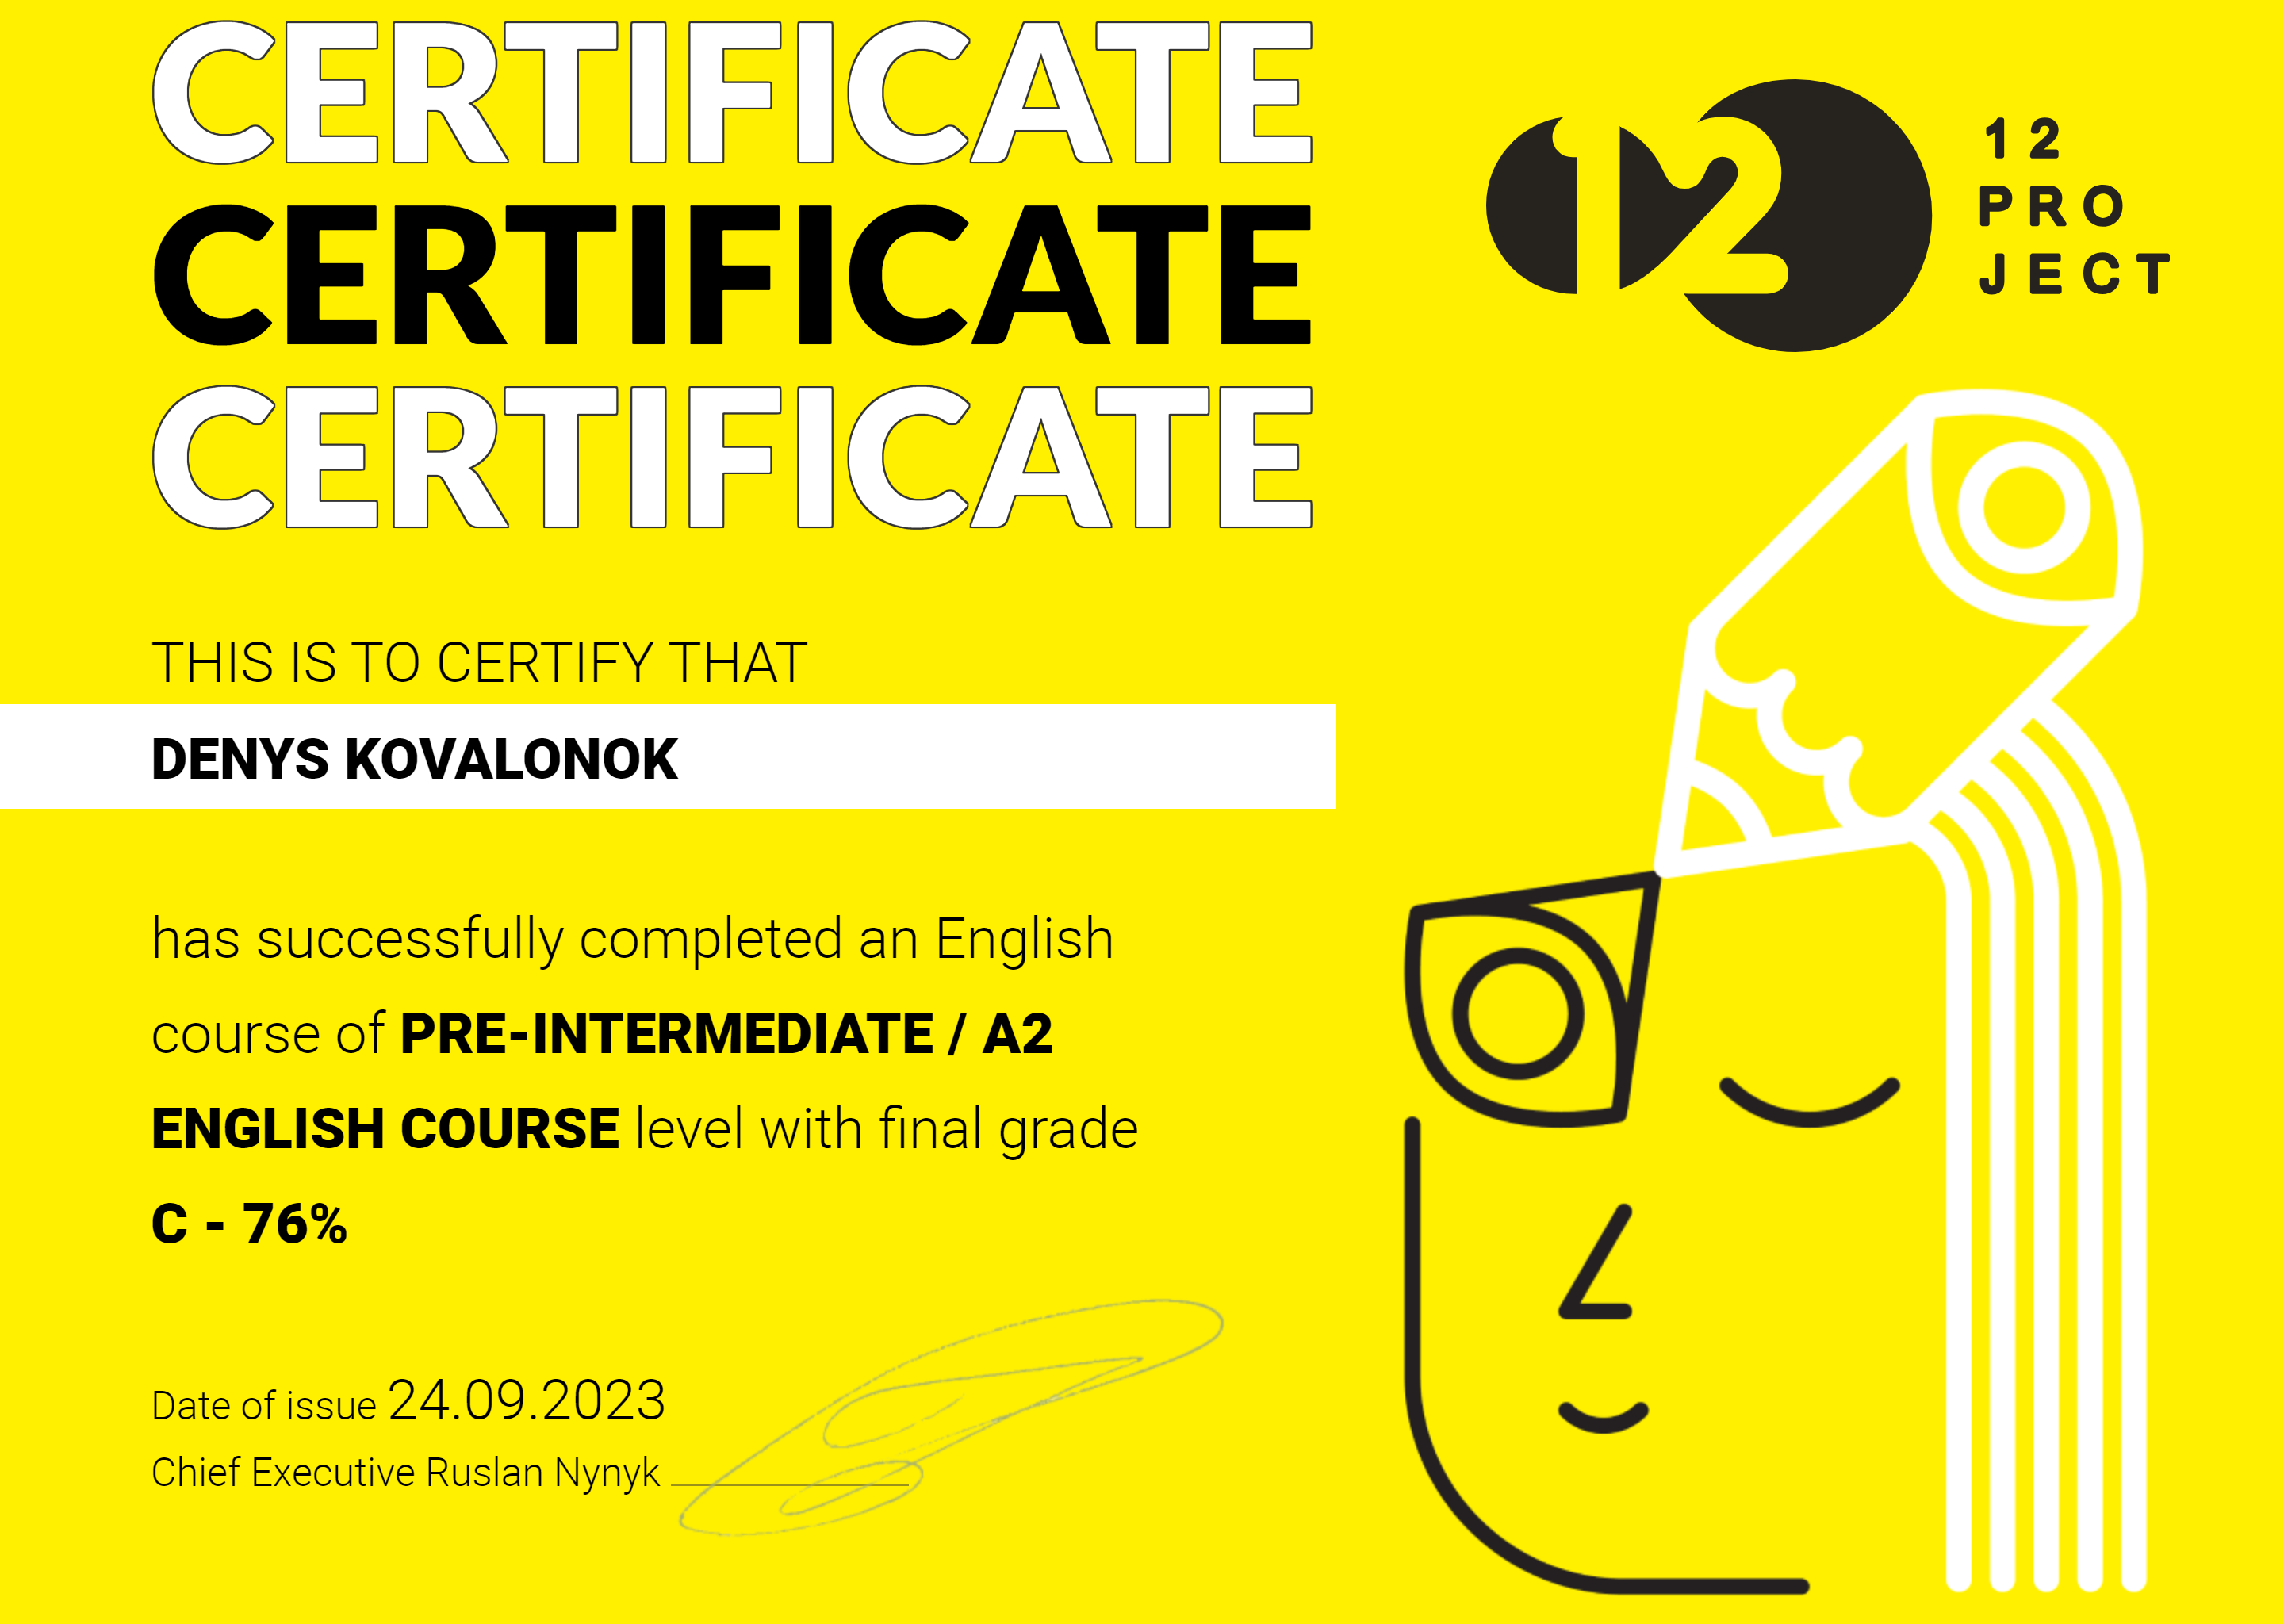 CERTIFICATE
CERTIFICATE
CERTIFICATE
12
12
PRO
JECT
THIS IS TO CERTIFY THAT
DENYS KOVALONOK
has successfully completed an English
course of PRE-INTERMEDIATE / A2
ENGLISH COURSE level with final grade
C - 76%
Date of issue 24.09.2023
Chief Executive Ruslan Nynyk